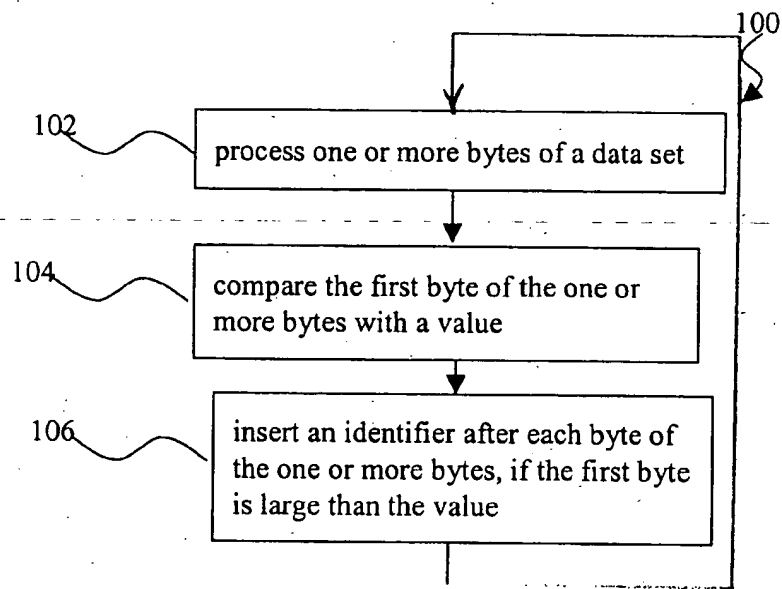 100
102
process one or more bytes of a data set
104
compare the first byte of the one or
more bytes with a value
106
insert an identifier after each byte of
the one or more bytes, if the first byte
is large than the value